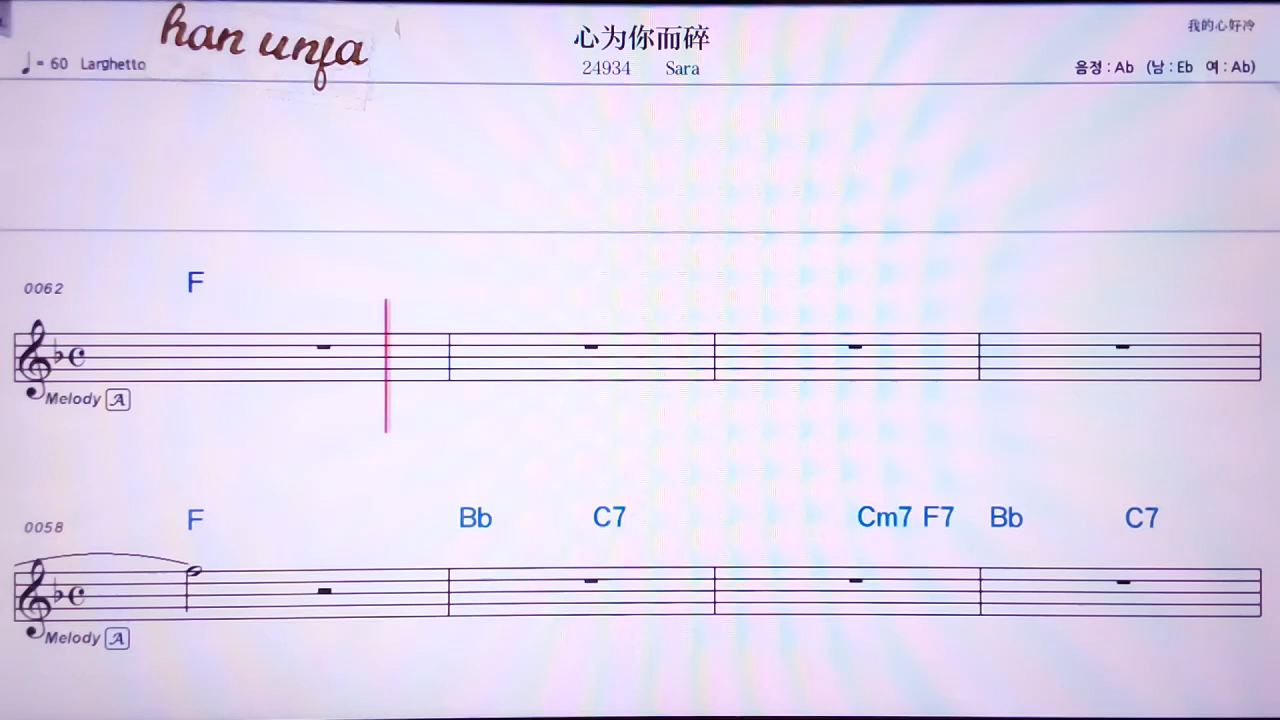 han unfa
心为你而碎
我的心好冷
♩= 60 Larghetto
24934 Sara
음정 : Ab (남 : Eb 여 : Ab)
0062 F
Melody A
0058 F Bb C7 Cm7 F7 Bb C7
Melody A